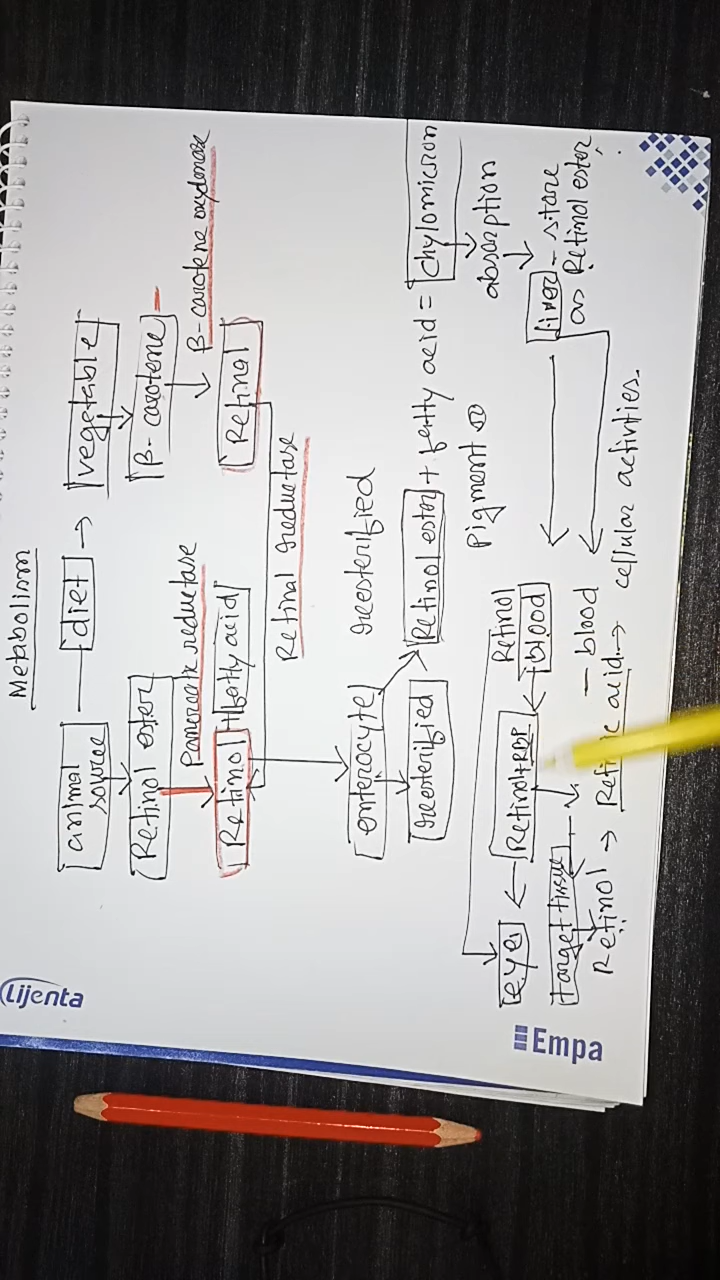 Metabolism
animal source
diet →
vegetable
Retinol ester
β-carotene
Pancreatic reductase
β-carotene oxydenase
Retinol + fatty acid
Retinal
Retinal reductase
enterocyte
reesterified
reesterified
Retinol ester + fatty acid = chylomicron
Pigment
absorption
Retinol
blood
liver - store
as Retinol ester
eye ← Retinol + RBP
target tissue
- blood
Retinol → acid → cellular activities.
Lijenta
Empa